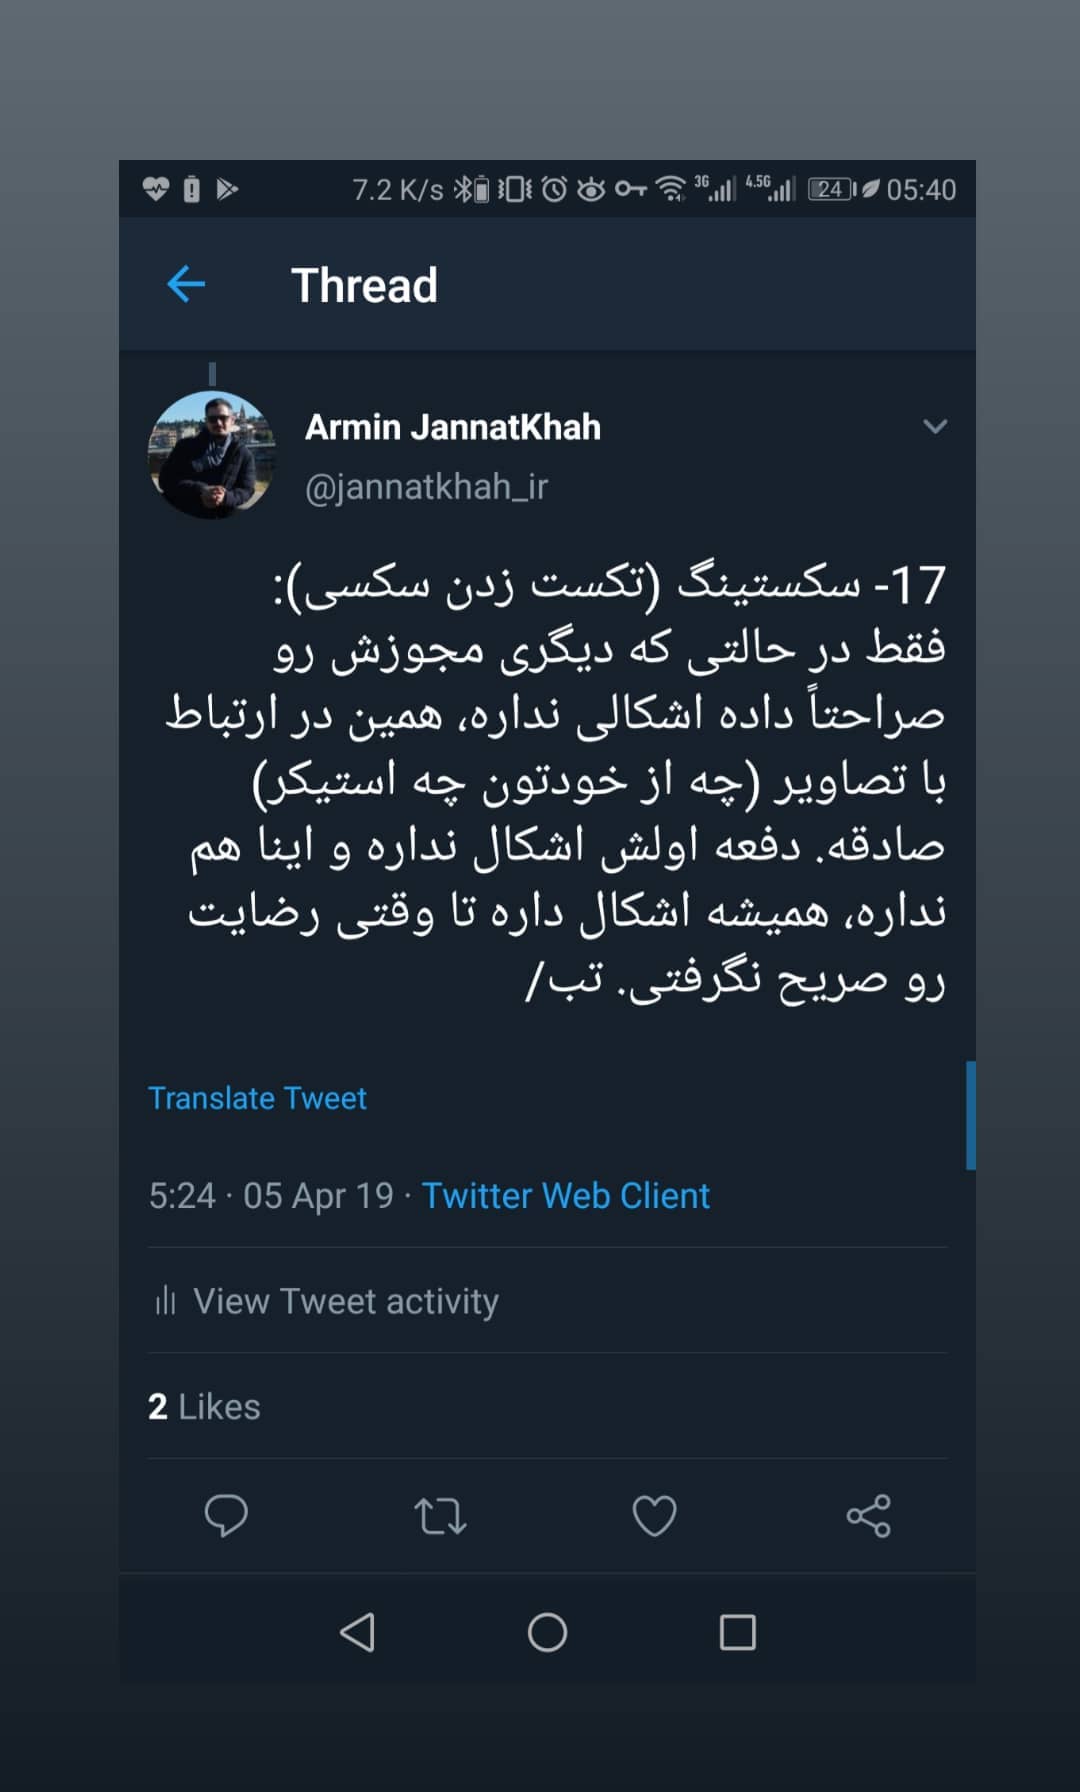 7.2 K/s 3G 4.5G 24 05:40
Thread
Armin JannatKhah
@jannatkhah_ir
17- سکستینگ (تکست زدن سکسی):
فقط در حالتی که دیگری مجوزش رو
صراحتاً داده اشکالی نداره، همین در ارتباط
با تصاویر (چه از خودتون چه استیکر)
صادقه. دفعه اولش اشکال نداره و اینا هم
نداره، همیشه اشکال داره تا وقتی رضایت
رو صریح نگرفتی. تب/
Translate Tweet
5:24 · 05 Apr 19 · Twitter Web Client
View Tweet activity
2 Likes